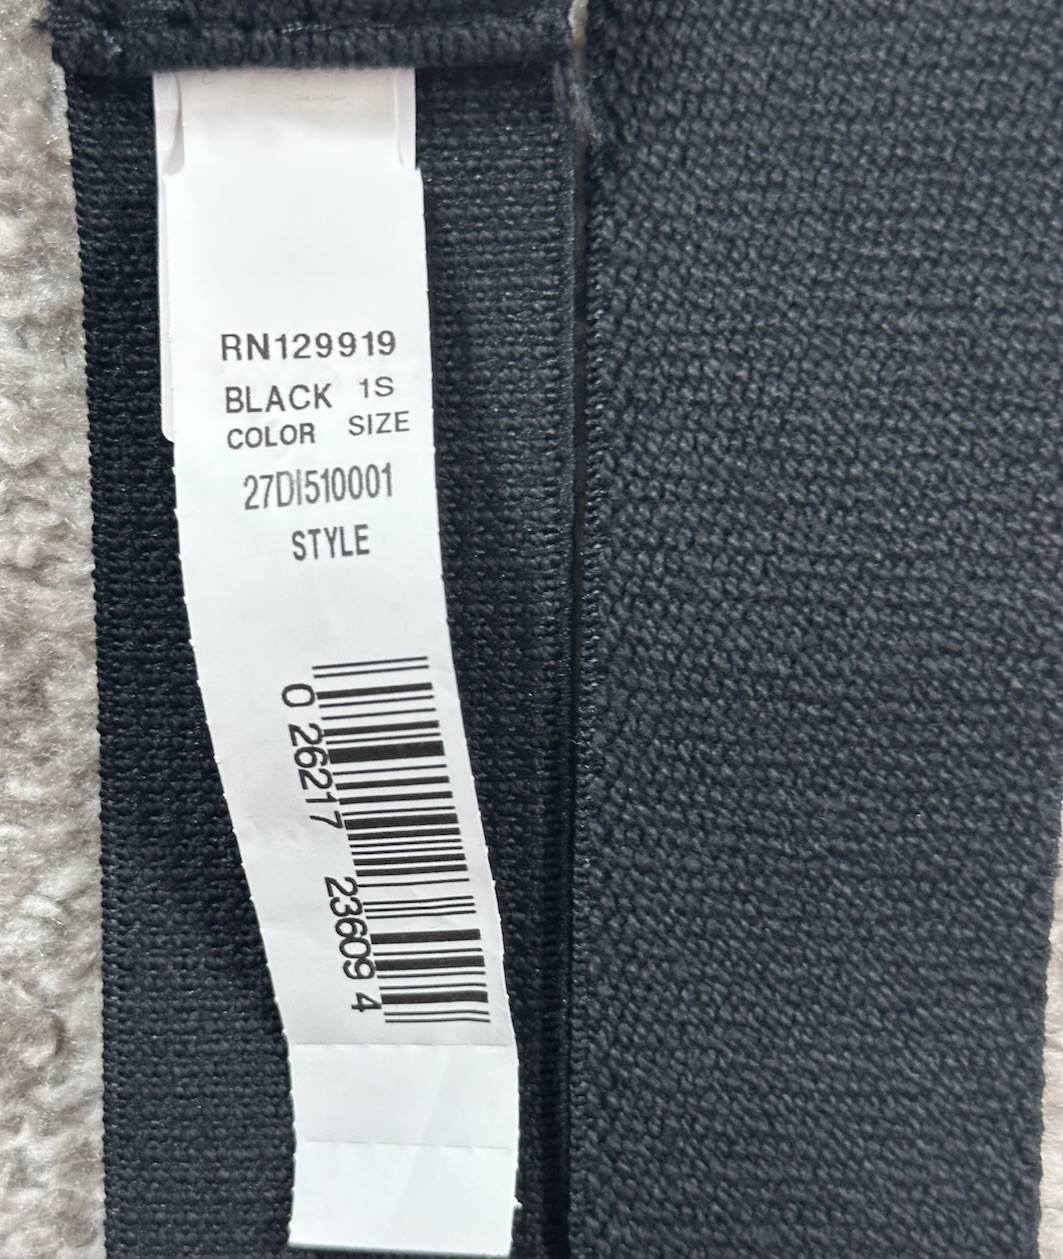 RN129919
BLACK 1S
COLOR SIZE
27DI510001
STYLE
0 26217 23609 4